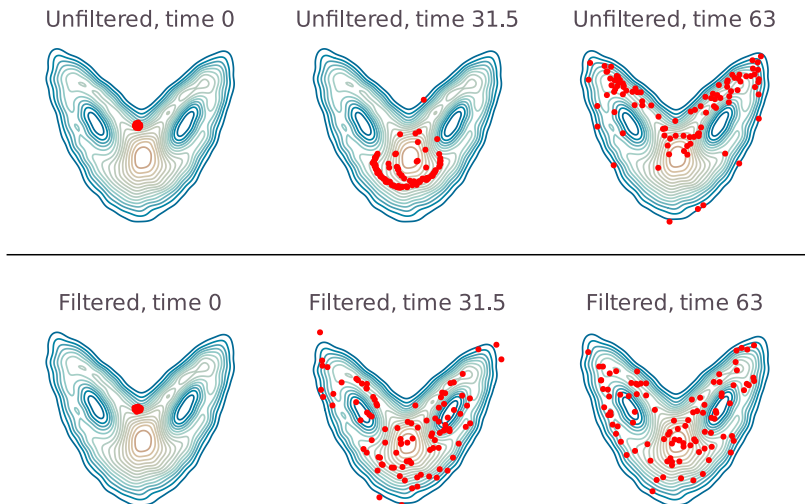 Unfiltered, time 0
Unfiltered, time 31.5
Unfiltered, time 63
Filtered, time 0
Filtered, time 31.5
Filtered, time 63